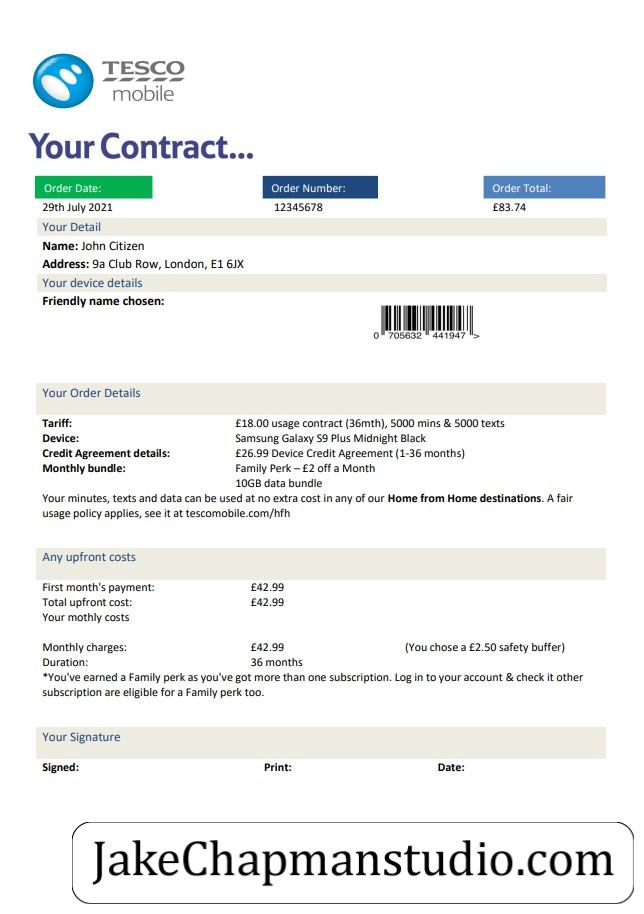 TESCO
mobile
Your Contract...
Order Date: Order Number: Order Total:
29th July 2021 12345678 £83.74
Your Detail
Name: John Citizen
Address: 9a Club Row, London, E1 6JX
Your device details
Friendly name chosen:
0 705632 441947 >
Your Order Details
Tariff: £18.00 usage contract (36mth), 5000 mins & 5000 texts
Device: Samsung Galaxy S9 Plus Midnight Black
Credit Agreement details: £26.99 Device Credit Agreement (1-36 months)
Monthly bundle: Family Perk – £2 off a Month
10GB data bundle
Your minutes, texts and data can be used at no extra cost in any of our Home from Home destinations. A fair
usage policy applies, see it at tescomobile.com/hfh
Any upfront costs
First month's payment: £42.99
Total upfront cost: £42.99
Your mothly costs
Monthly charges: £42.99 (You chose a £2.50 safety buffer)
Duration: 36 months
*You've earned a Family perk as you've got more than one subscription. Log in to your account & check it other
subscription are eligible for a Family perk too.
Your Signature
Signed: Print: Date:
JakeChapmanstudio.com